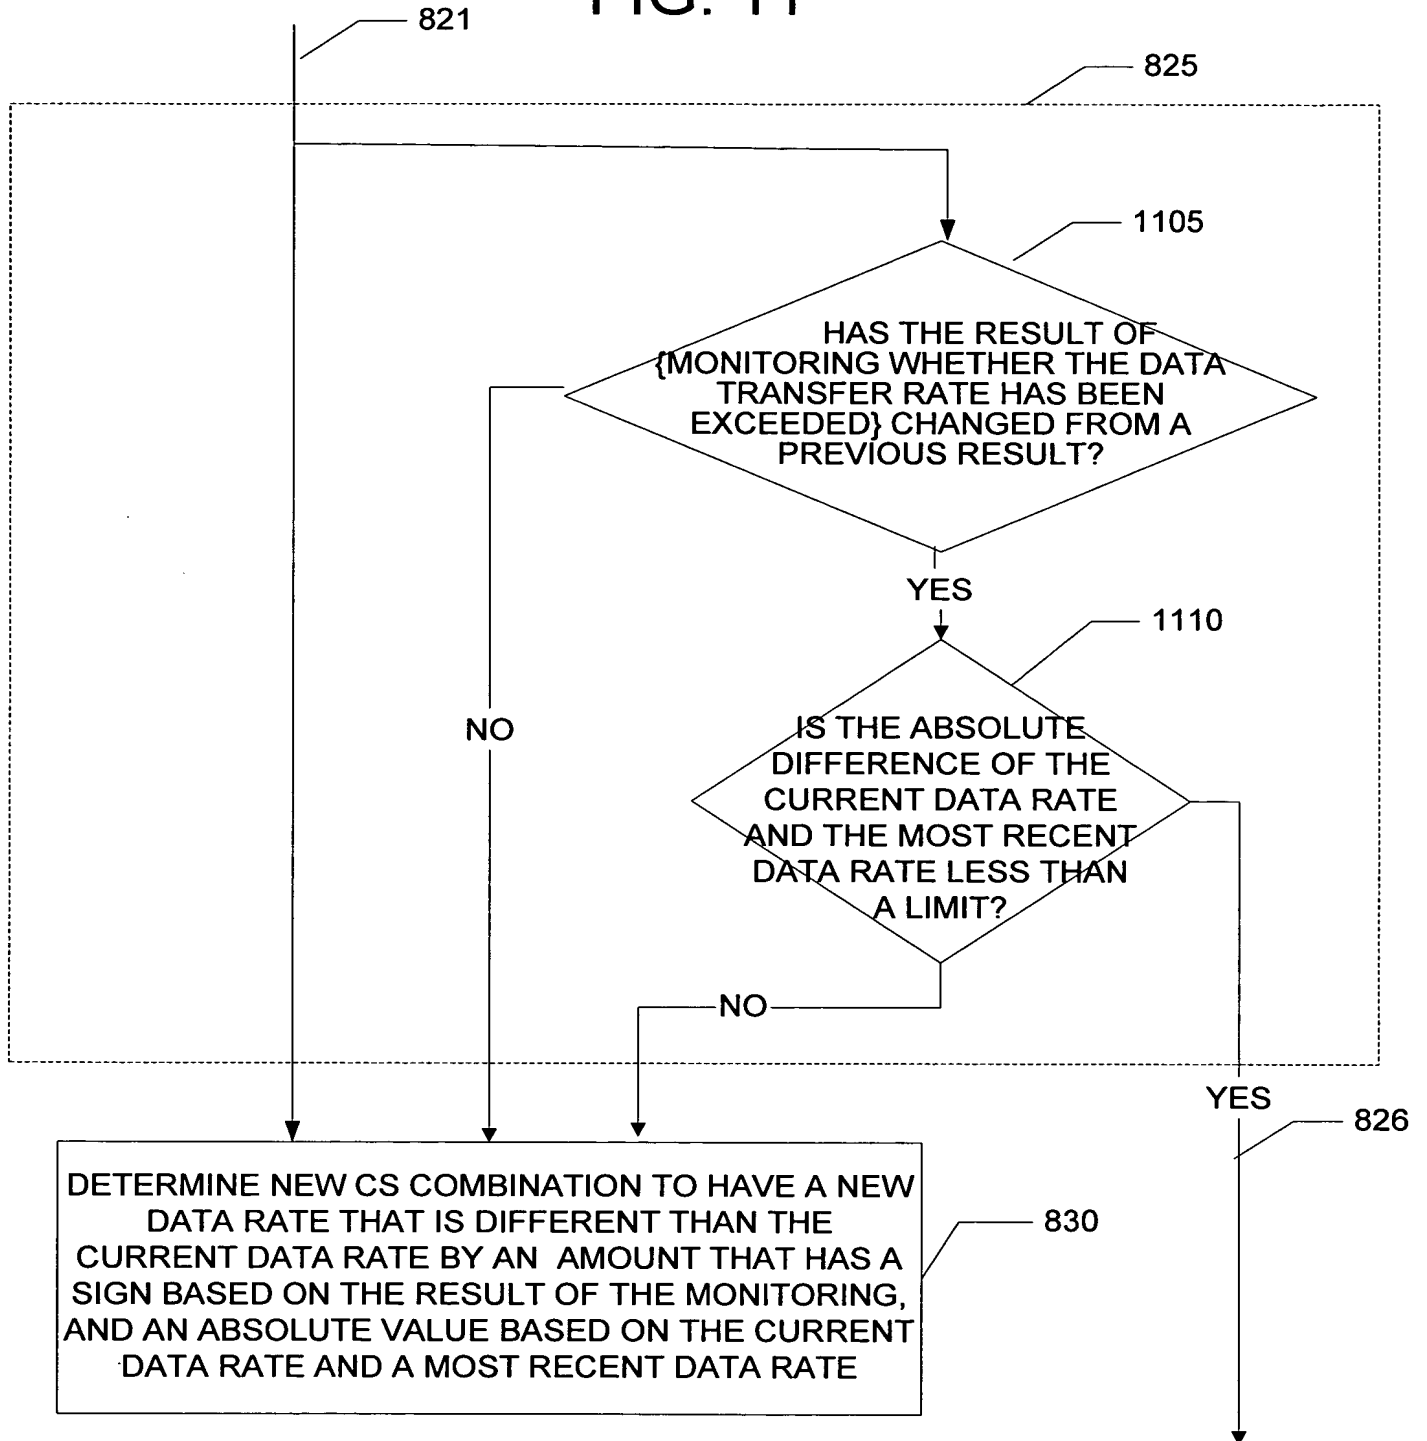 FIG. 11
821
825
1105
HAS THE RESULT OF
{MONITORING WHETHER THE DATA
TRANSFER RATE HAS BEEN
EXCEEDED} CHANGED FROM A
PREVIOUS RESULT?
YES
1110
NO
IS THE ABSOLUTE
DIFFERENCE OF THE
CURRENT DATA RATE
AND THE MOST RECENT
DATA RATE LESS THAN
A LIMIT?
NO
YES
826
DETERMINE NEW CS COMBINATION TO HAVE A NEW
DATA RATE THAT IS DIFFERENT THAN THE
CURRENT DATA RATE BY AN AMOUNT THAT HAS A
SIGN BASED ON THE RESULT OF THE MONITORING,
AND AN ABSOLUTE VALUE BASED ON THE CURRENT
DATA RATE AND A MOST RECENT DATA RATE
830